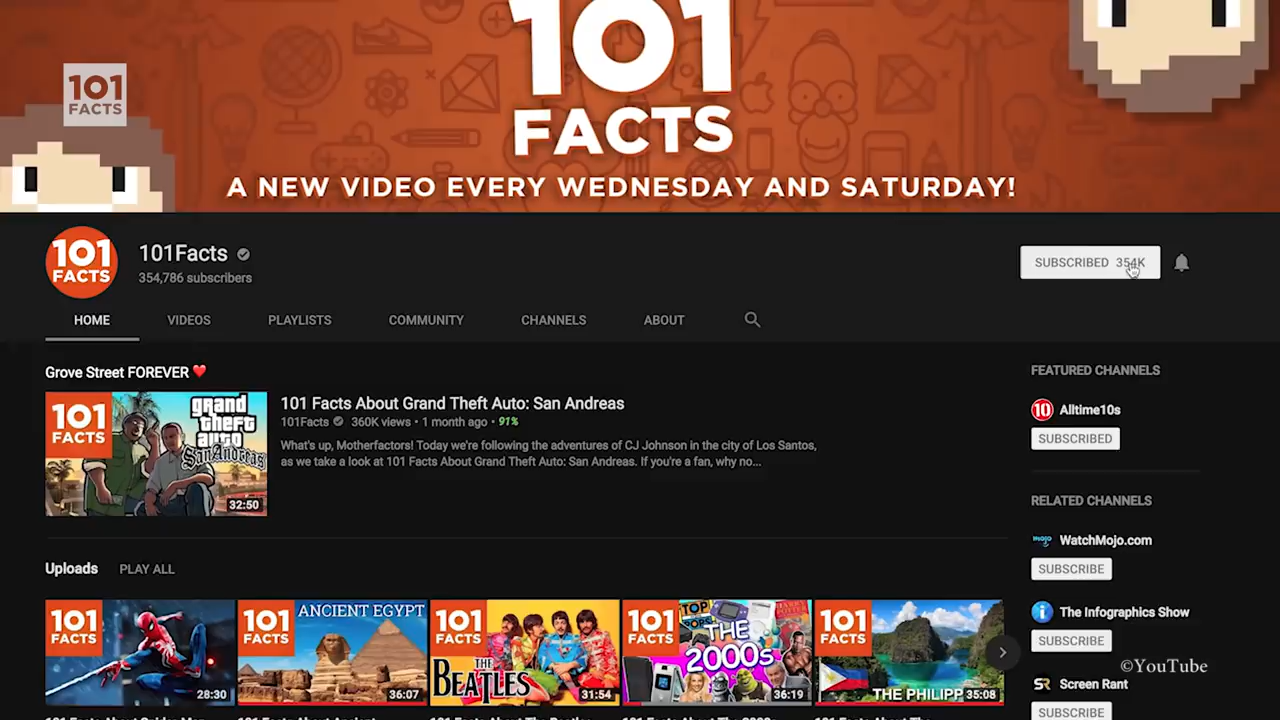 101
FACTS
101
FACTS
A NEW VIDEO EVERY WEDNESDAY AND SATURDAY!
101
FACTS
101Facts
354,786 subscribers
SUBSCRIBED 354K
HOME
VIDEOS
PLAYLISTS
COMMUNITY
CHANNELS
ABOUT
Grove Street FOREVER ❤
101
FACTS
grand
theft
auto
San Andreas
32:50
101 Facts About Grand Theft Auto: San Andreas
101Facts 360K views • 1 month ago • 91%
What's up, Motherfactors! Today we're following the adventures of CJ Johnson in the city of Los Santos,
as we take a look at 101 Facts About Grand Theft Auto: San Andreas. If you're a fan, why no...
FEATURED CHANNELS
10
Alltime10s
SUBSCRIBED
RELATED CHANNELS
mojo
WatchMojo.com
SUBSCRIBE
i
The Infographics Show
SUBSCRIBE
©YouTube
SR
Screen Rant
SUBSCRIBE
Uploads
PLAY ALL
101
FACTS
28:30
101
FACTS
ANCIENT EGYPT
36:07
101
FACTS
THE
BEATLES
31:54
101
FACTS
TOP
POPS
THE
2000s
36:19
101
FACTS
THE PHILIPP
35:08